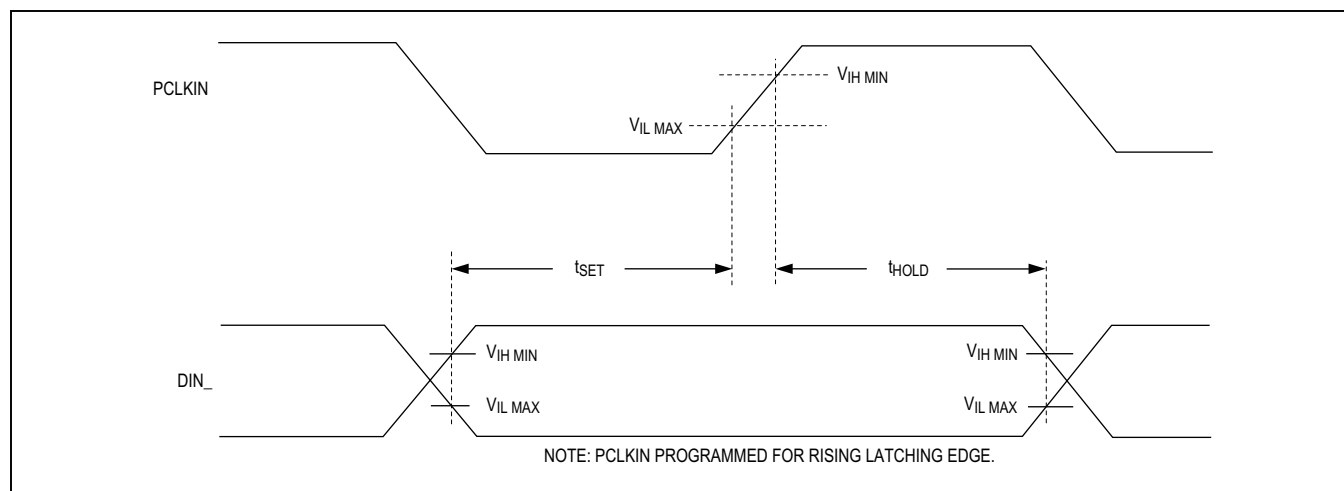 PCLKIN
VIH MIN
VIL MAX
tSET
tHOLD
DIN_
VIH MIN
VIH MIN
VIL MAX
VIL MAX
NOTE: PCLKIN PROGRAMMED FOR RISING LATCHING EDGE.